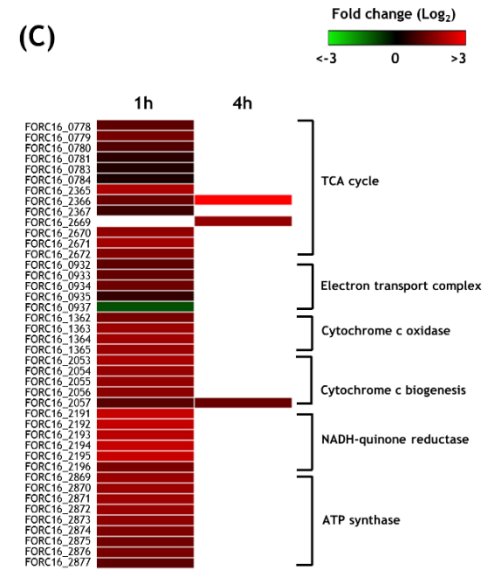 (C)
Fold change (Log2)
<-3 0 >3
1h 4h
FORC16_0778
FORC16_0779
FORC16_0780
FORC16_0781
FORC16_0783
FORC16_0784
FORC16_2365
FORC16_2366
FORC16_2367
FORC16_2669
FORC16_2670
FORC16_2671
FORC16_2672
TCA cycle
FORC16_0932
FORC16_0933
FORC16_0934
FORC16_0935
FORC16_0937
Electron transport complex
FORC16_1362
FORC16_1363
FORC16_1364
FORC16_1365
Cytochrome c oxidase
FORC16_2053
FORC16_2054
FORC16_2055
FORC16_2056
FORC16_2057
Cytochrome c biogenesis
FORC16_2191
FORC16_2192
FORC16_2193
FORC16_2194
FORC16_2195
FORC16_2196
NADH-quinone reductase
FORC16_2869
FORC16_2870
FORC16_2871
FORC16_2872
FORC16_2873
FORC16_2874
FORC16_2875
FORC16_2876
FORC16_2877
ATP synthase